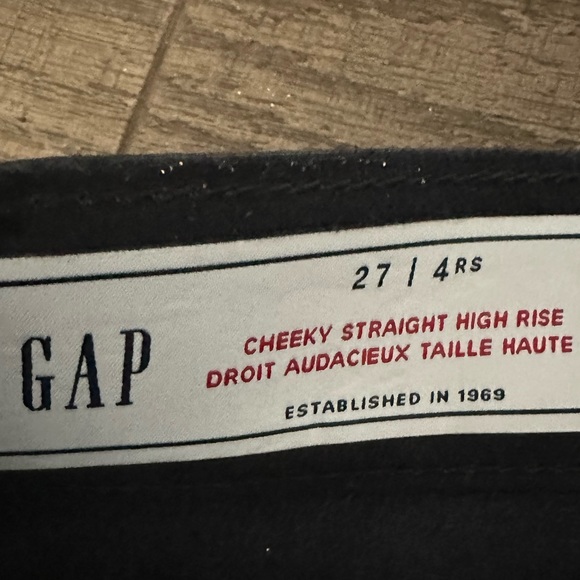 27 | 4RS
GAP
CHEEKY STRAIGHT HIGH RISE
DROIT AUDACIEUX TAILLE HAUTE
ESTABLISHED IN 1969